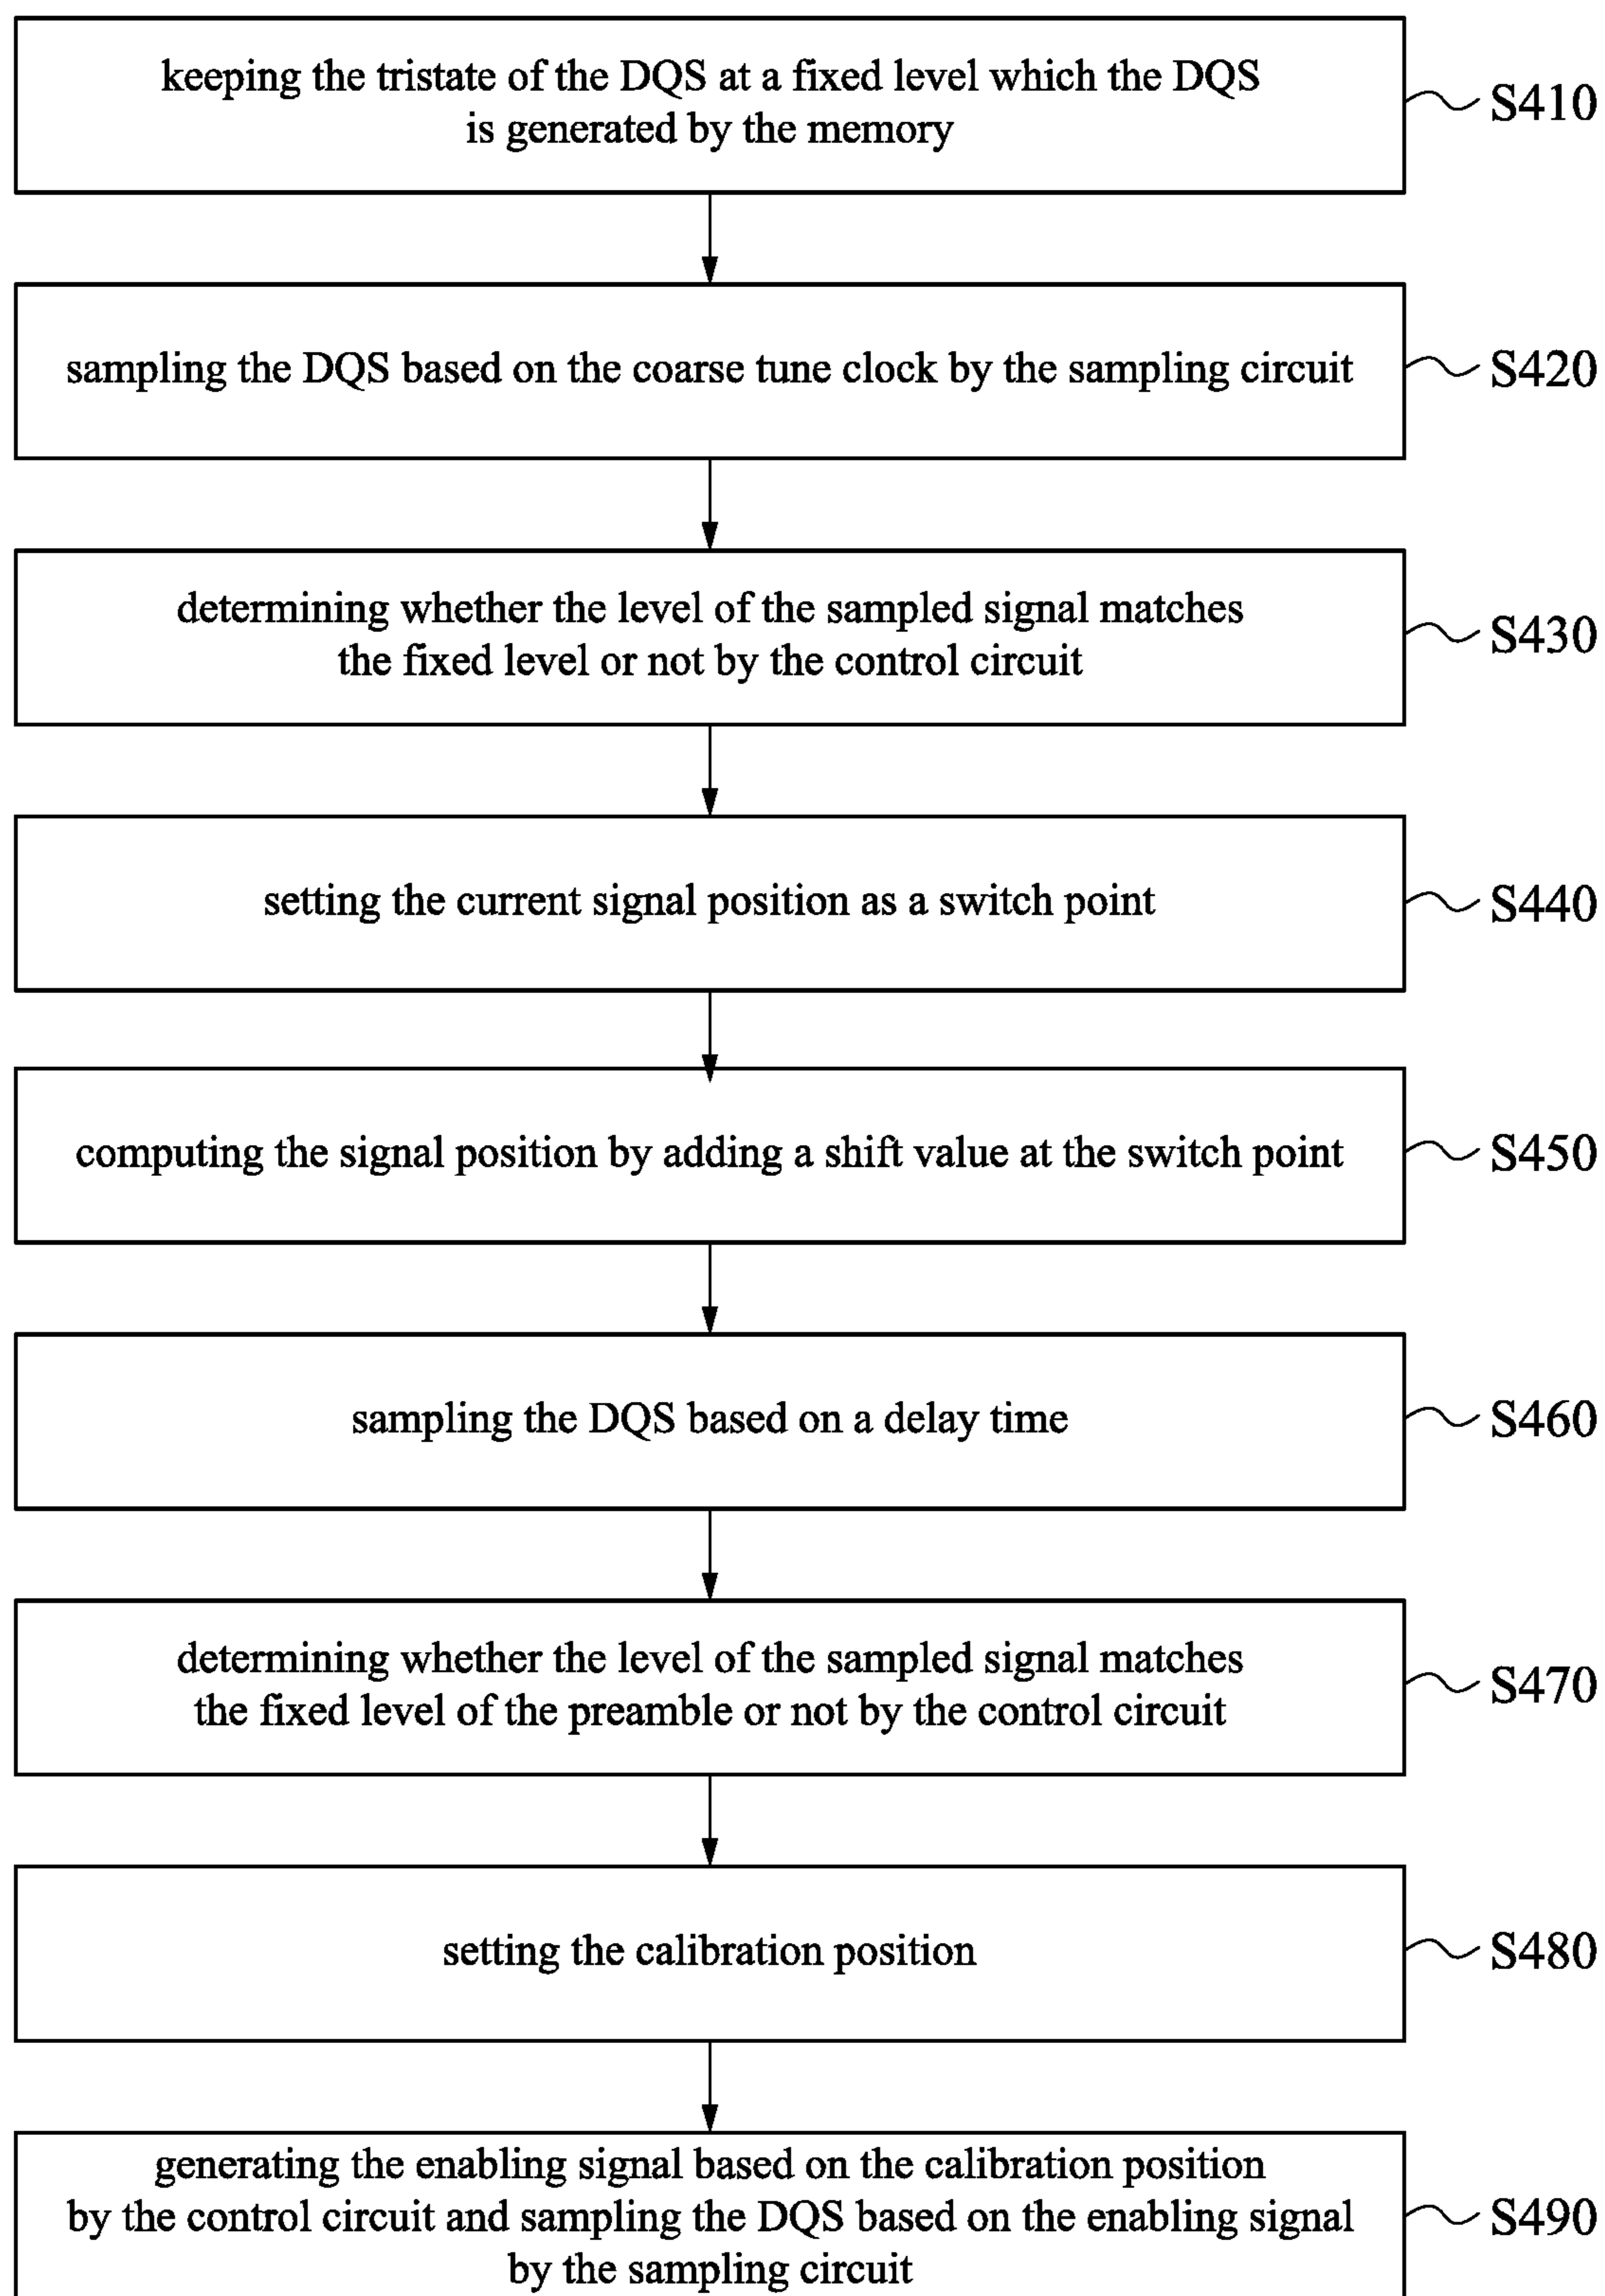 keeping the tristate of the DQS at a fixed level which the DQS
is generated by the memory
S410
sampling the DQS based on the coarse tune clock by the sampling circuit
S420
determining whether the level of the sampled signal matches
the fixed level or not by the control circuit
S430
setting the current signal position as a switch point
S440
computing the signal position by adding a shift value at the switch point
S450
sampling the DQS based on a delay time
S460
determining whether the level of the sampled signal matches
the fixed level of the preamble or not by the control circuit
S470
setting the calibration position
S480
generating the enabling signal based on the calibration position
by the control circuit and sampling the DQS based on the enabling signal
by the sampling circuit
S490